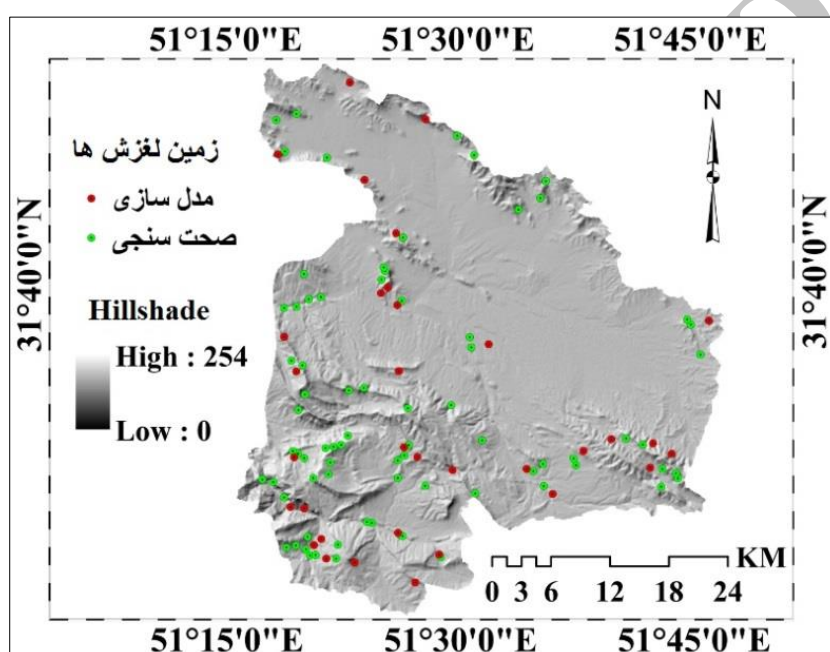 51°15'0"E 51°30'0"E 51°45'0"E
N
زمین لغزش ها
مدل سازی
صحت سنجی
31°40'0"N
31°40'0"N
Hillshade
High : 254
Low : 0
KM
0 3 6 12 18 24
51°15'0"E 51°30'0"E 51°45'0"E